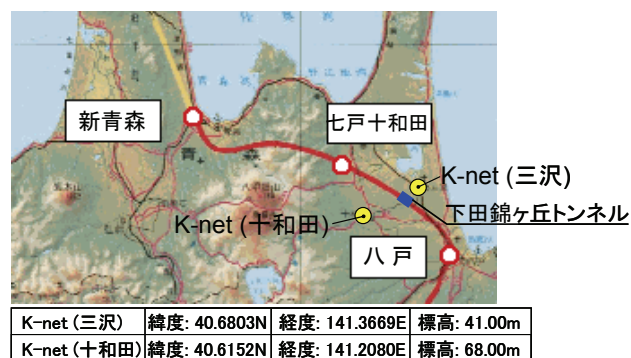 新青森
七戸十和田
K-net (三沢)
下田錦ヶ丘トンネル
K-net (十和田)
八戸
青森
K-net (三沢) 緯度: 40.6803N 経度: 141.3669E 標高: 41.00m
K-net (十和田) 緯度: 40.6152N 経度: 141.2080E 標高: 68.00m